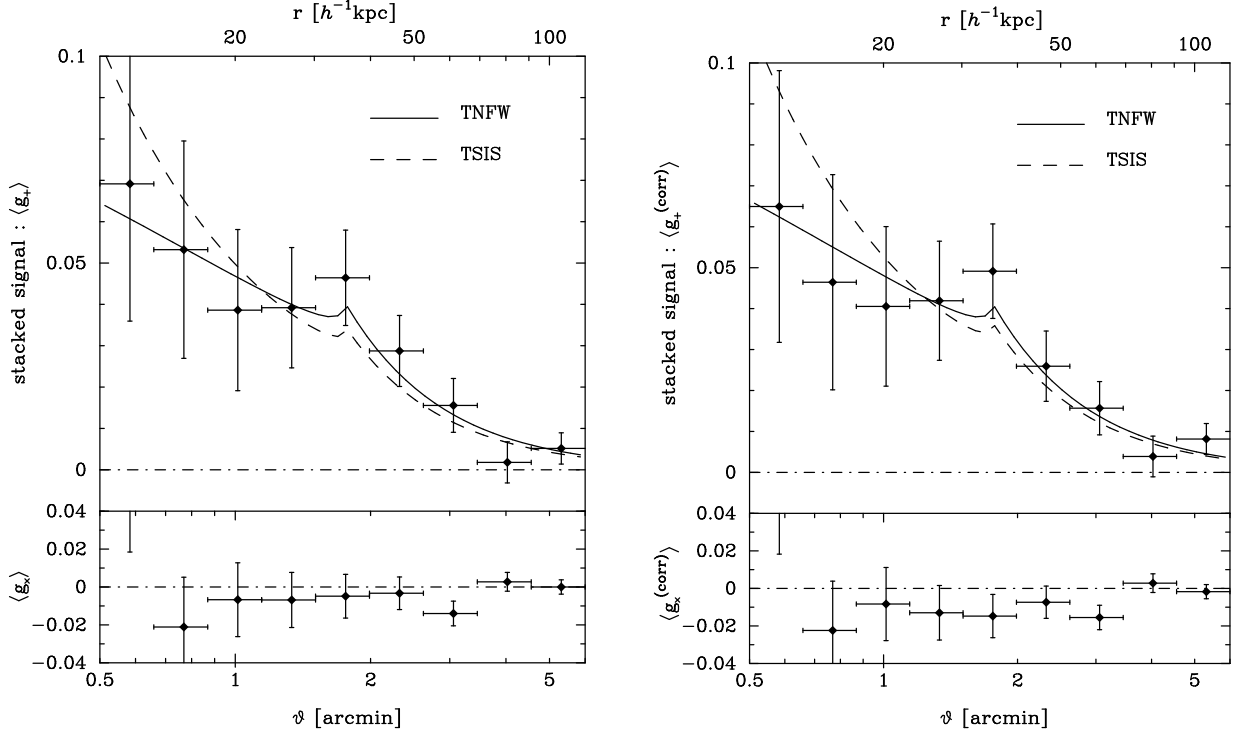 r [h⁻¹kpc]
20 50 100
0.1
0.05
0
stacked signal : ⟨g₊⟩
TNFW
TSIS
0.04
0.02
0
−0.02
−0.04
⟨gₓ⟩
0.5 1 2 5
ϑ [arcmin]
r [h⁻¹kpc]
20 50 100
0.1
0.05
0
stacked signal : ⟨g₊⁽ᶜᵒʳʳ⁾⟩
TNFW
TSIS
0.04
0.02
0
−0.02
−0.04
⟨gₓ⁽ᶜᵒʳʳ⁾⟩
0.5 1 2 5
ϑ [arcmin]